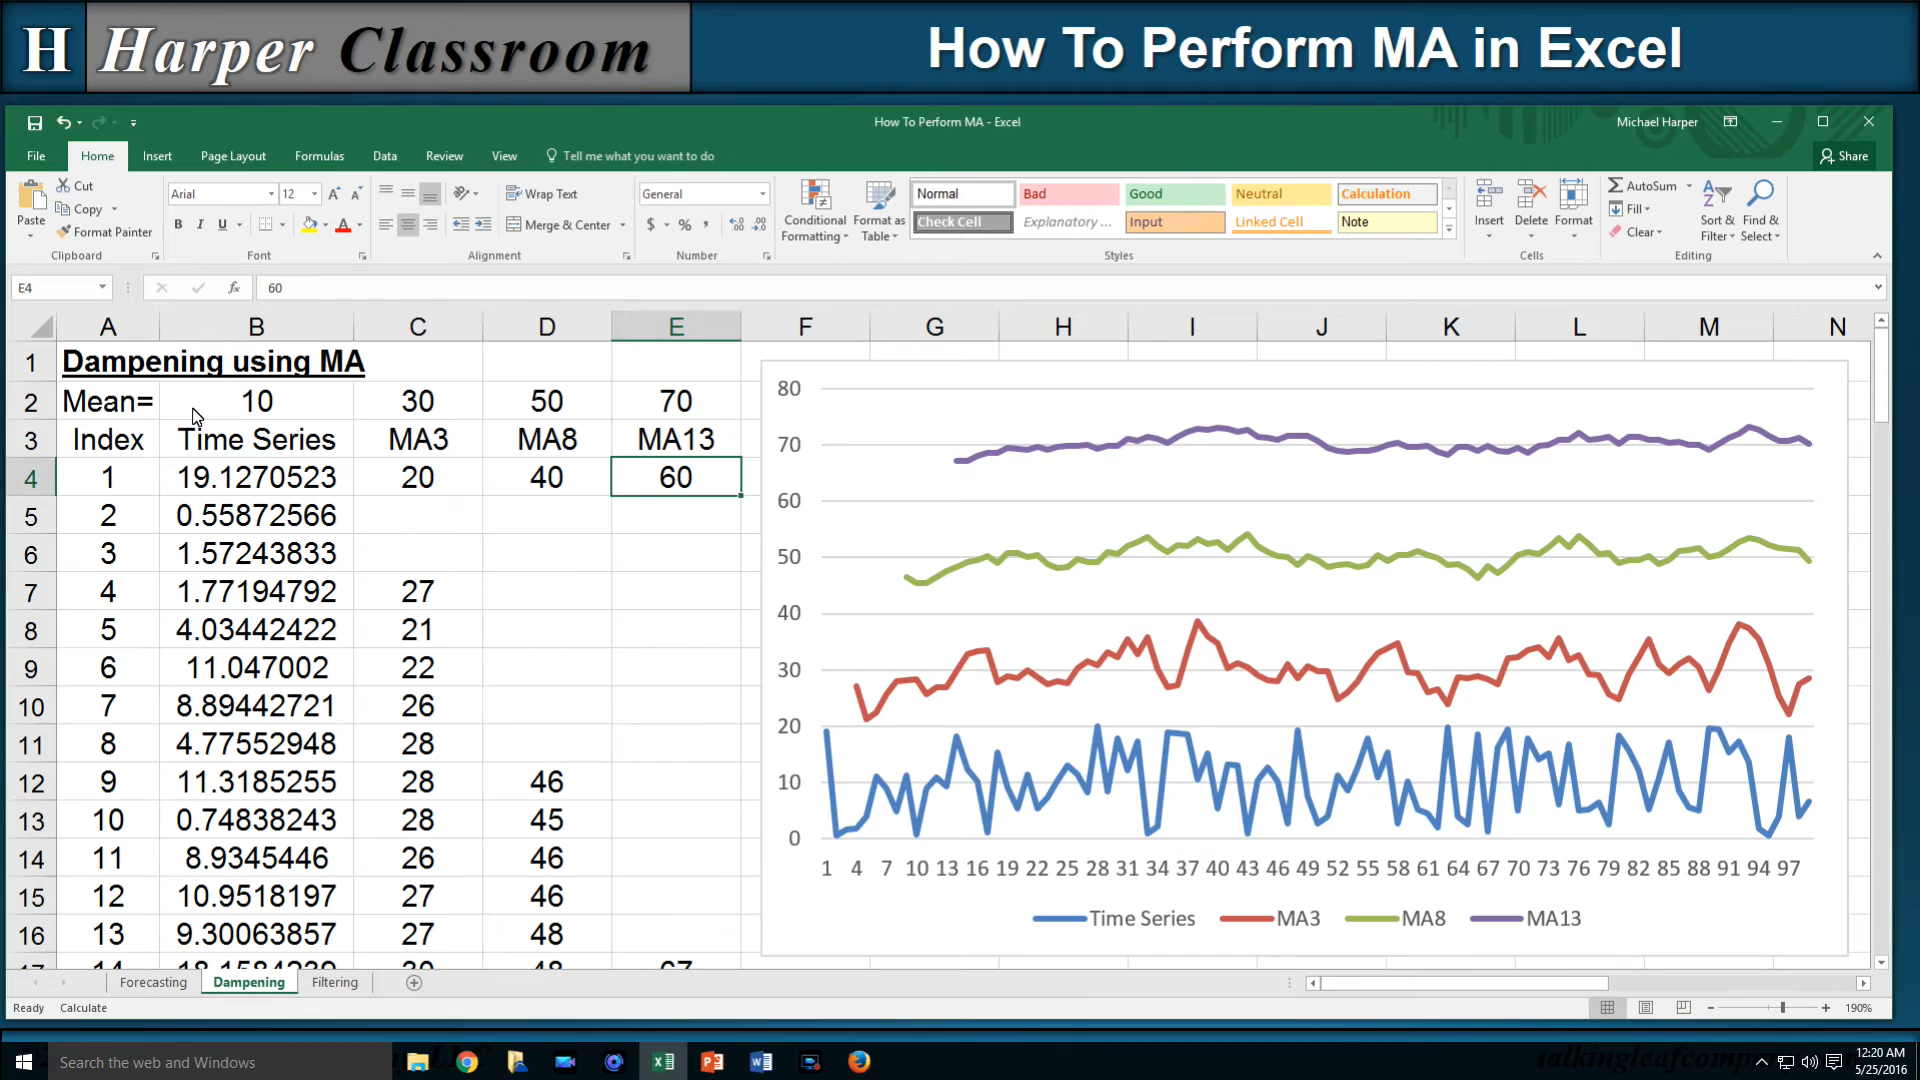 H Harper Classroom
How To Perform MA in Excel
How To Perform MA - Excel
Michael Harper
File Home Insert Page Layout Formulas Data Review View Tell me what you want to do
Share
Paste
Cut
Copy
Format Painter
Clipboard
Arial 12
B I U
Font
Wrap Text
Merge & Center
Alignment
General
$ % ,
Number
Conditional Formatting
Format as Table
Normal Bad Good Neutral Calculation
Check Cell Explanatory ... Input Linked Cell Note
Styles
Insert Delete Format
Cells
AutoSum
Fill
Clear
Sort & Filter
Find & Select
Editing
E4 fx 60
A B C D E F G H I J K L M N
1 Dampening using MA
2 Mean= 10 30 50 70
3 Index Time Series MA3 MA8 MA13
4 1 19.1270523 20 40 60
5 2 0.55872566
6 3 1.57243833
7 4 1.77194792 27
8 5 4.03442422 21
9 6 11.047002 22
10 7 8.89442721 26
11 8 4.77552948 28
12 9 11.3185255 28 46
13 10 0.74838243 28 45
14 11 8.9345446 26 46
15 12 10.9518197 27 46
16 13 9.30063857 27 48
80
70
60
50
40
30
20
10
0
1 4 7 10 13 16 19 22 25 28 31 34 37 40 43 46 49 52 55 58 61 64 67 70 73 76 79 82 85 88 91 94 97
Time Series MA3 MA8 MA13
Forecasting Dampening Filtering
Ready Calculate
190%
Search the web and Windows
12:20 AM
5/25/2016